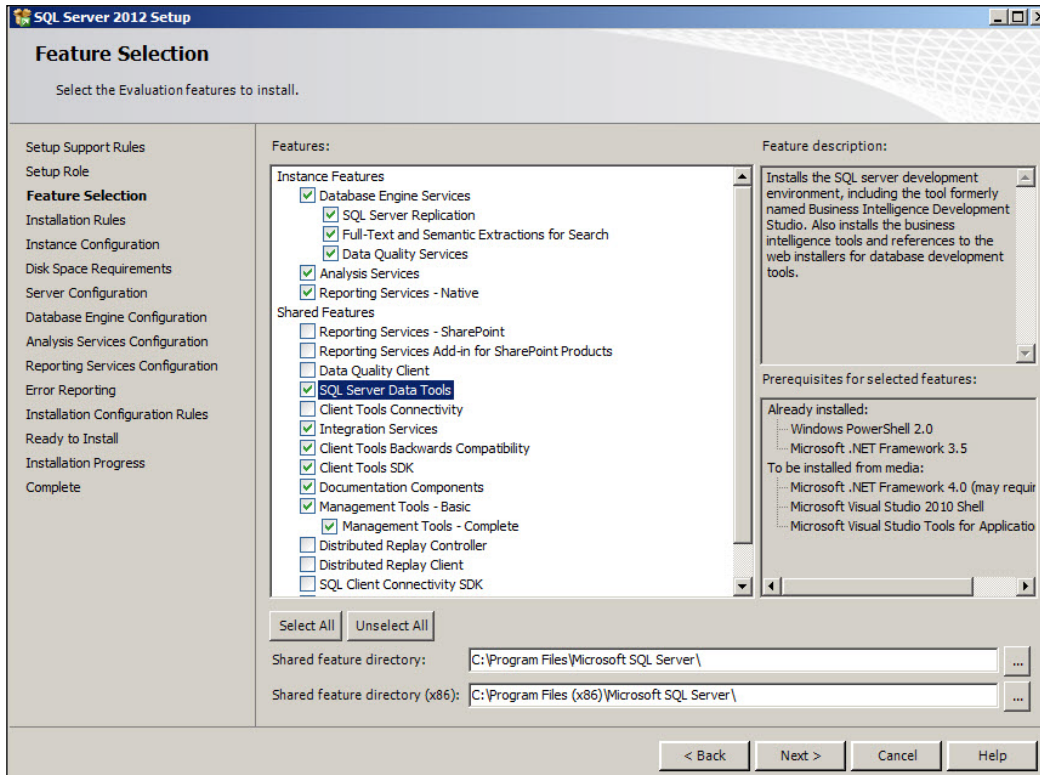 SQL Server 2012 Setup
Feature Selection
Select the Evaluation features to install.
Setup Support Rules
Setup Role
Feature Selection
Installation Rules
Instance Configuration
Disk Space Requirements
Server Configuration
Database Engine Configuration
Analysis Services Configuration
Reporting Services Configuration
Error Reporting
Installation Configuration Rules
Ready to Install
Installation Progress
Complete
Features:
Instance Features
Database Engine Services
SQL Server Replication
Full-Text and Semantic Extractions for Search
Data Quality Services
Analysis Services
Reporting Services - Native
Shared Features
Reporting Services - SharePoint
Reporting Services Add-in for SharePoint Products
Data Quality Client
SQL Server Data Tools
Client Tools Connectivity
Integration Services
Client Tools Backwards Compatibility
Client Tools SDK
Documentation Components
Management Tools - Basic
Management Tools - Complete
Distributed Replay Controller
Distributed Replay Client
SQL Client Connectivity SDK
Feature description:
Installs the SQL server development
environment, including the tool formerly
named Business Intelligence Development
Studio. Also installs the business
intelligence tools and references to the
web installers for database development
tools.
Prerequisites for selected features:
Already installed:
Windows PowerShell 2.0
Microsoft .NET Framework 3.5
To be installed from media:
Microsoft .NET Framework 4.0 (may requir
Microsoft Visual Studio 2010 Shell
Microsoft Visual Studio Tools for Applicatio
Select All
Unselect All
Shared feature directory:
C:\Program Files\Microsoft SQL Server\
...
Shared feature directory (x86):
C:\Program Files (x86)\Microsoft SQL Server\
...
< Back
Next >
Cancel
Help